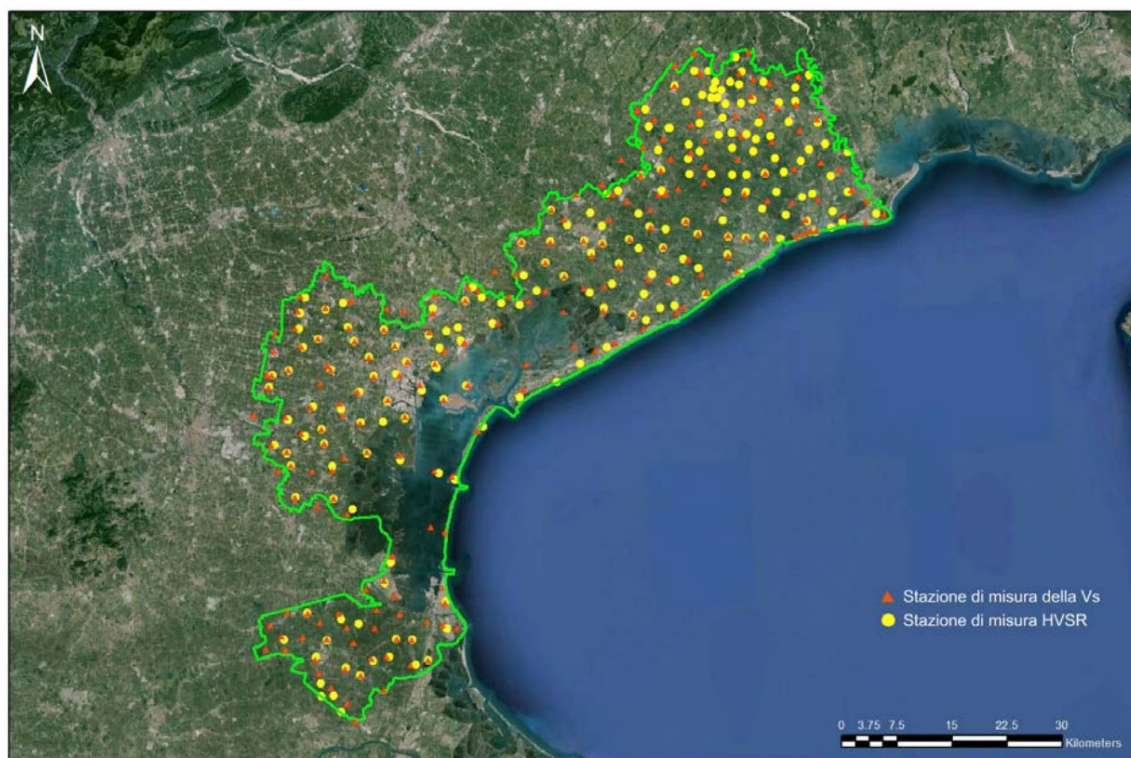 N
Stazione di misura della Vs
Stazione di misura HVSR
0 3.75 7.5 15 22.5 30
Kilometers